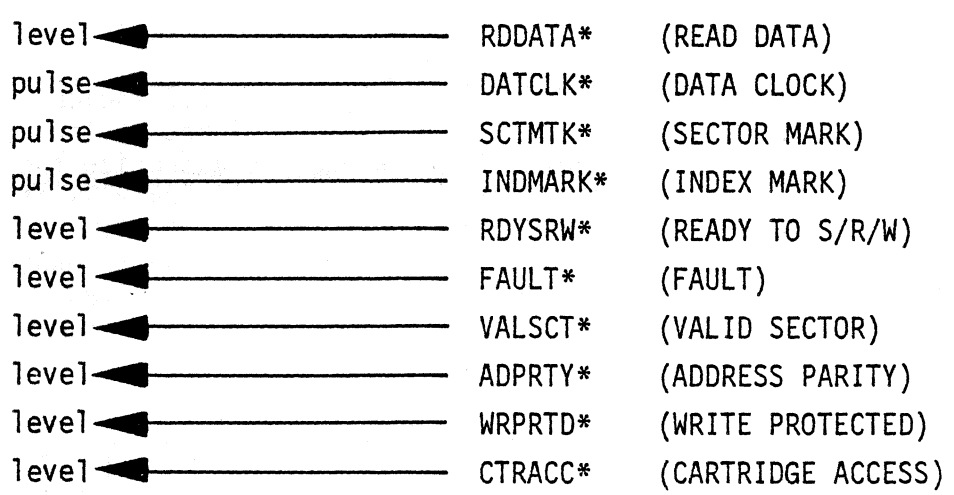 level RDDATA* (READ DATA)
pulse DATCLK* (DATA CLOCK)
pulse SCTMTK* (SECTOR MARK)
pulse INDMARK* (INDEX MARK)
level RDYSRW* (READY TO S/R/W)
level FAULT* (FAULT)
level VALSCT* (VALID SECTOR)
level ADPRTY* (ADDRESS PARITY)
level WRPRTD* (WRITE PROTECTED)
level CTRACC* (CARTRIDGE ACCESS)